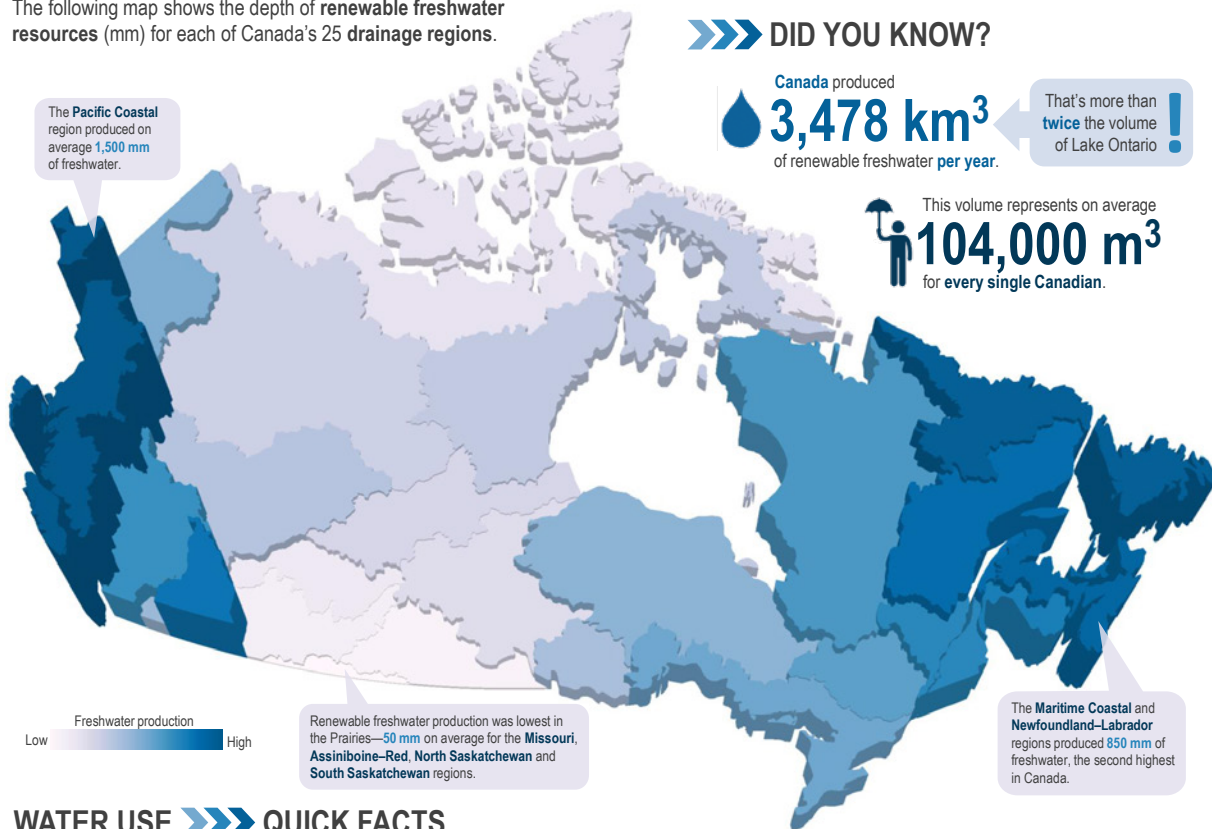 The following map shows the depth of renewable freshwater
resources (mm) for each of Canada's 25 drainage regions.
DID YOU KNOW?
Canada produced
3,478 km³
of renewable freshwater per year.
That's more than
twice the volume
of Lake Ontario
!
This volume represents on average
104,000 m³
for every single Canadian.
The Pacific Coastal
region produced on
average 1,500 mm
of freshwater.
Freshwater production
Low
High
Renewable freshwater production was lowest in
the Prairies—50 mm on average for the Missouri,
Assiniboine–Red, North Saskatchewan and
South Saskatchewan regions.
The Maritime Coastal and
Newfoundland–Labrador
regions produced 850 mm of
freshwater, the second highest
in Canada.
WATER USE QUICK FACTS